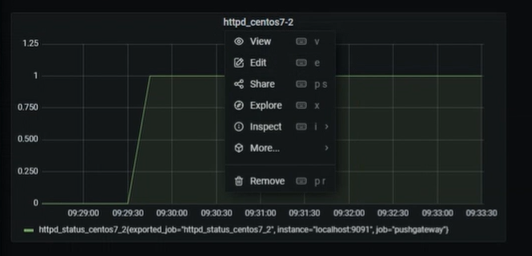 httpd_centos7-2
1.25
1
0.750
0.500
0.250
0
View v
Edit e
Share p s
Explore x
Inspect i
More...
Remove p r
09:29:00 09:29:30 09:30:00 09:30:30 09:31:00 09:31:30 09:32:00 09:32:30 09:33:00 09:33:30
httpd_status_centos7_2{exported_job="httpd_status_centos7_2", instance="localhost:9091", job="pushgateway"}